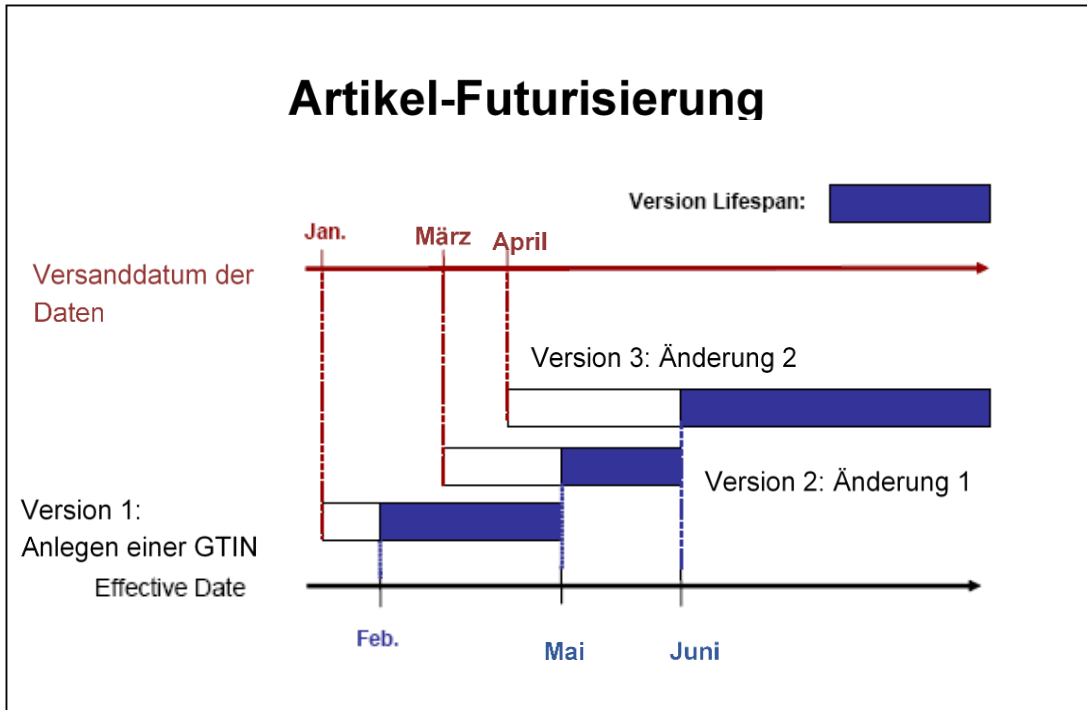 Artikel-Futurisierung
Version Lifespan:
Jan.
März
April
Versanddatum der
Daten
Version 3: Änderung 2
Version 2: Änderung 1
Version 1:
Anlegen einer GTIN
Effective Date
Feb.
Mai
Juni